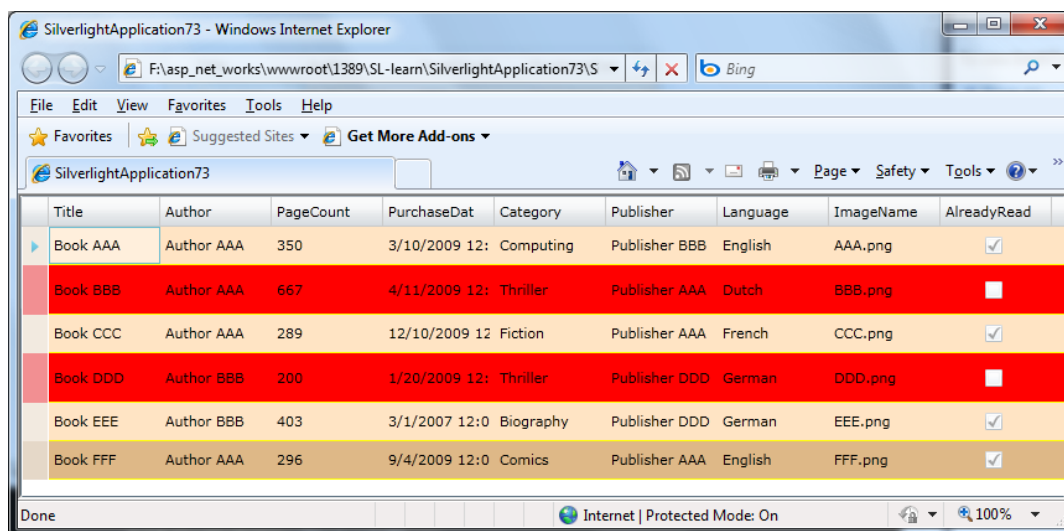 SilverlightApplication73 - Windows Internet Explorer
F:\asp_net_works\wwwroot\1389\SL-learn\SilverlightApplication73\S
Bing
File Edit View Favorites Tools Help
Favorites Suggested Sites Get More Add-ons
SilverlightApplication73 Page Safety Tools »
Title Author PageCount PurchaseDat Category Publisher Language ImageName AlreadyRead
Book AAA Author AAA 350 3/10/2009 12: Computing Publisher BBB English AAA.png
Book BBB Author AAA 667 4/11/2009 12: Thriller Publisher AAA Dutch BBB.png
Book CCC Author AAA 289 12/10/2009 12 Fiction Publisher AAA French CCC.png
Book DDD Author BBB 200 1/20/2009 12: Thriller Publisher DDD German DDD.png
Book EEE Author BBB 403 3/1/2007 12:0 Biography Publisher DDD German EEE.png
Book FFF Author AAA 296 9/4/2009 12:0 Comics Publisher AAA English FFF.png
Done Internet | Protected Mode: On 100%